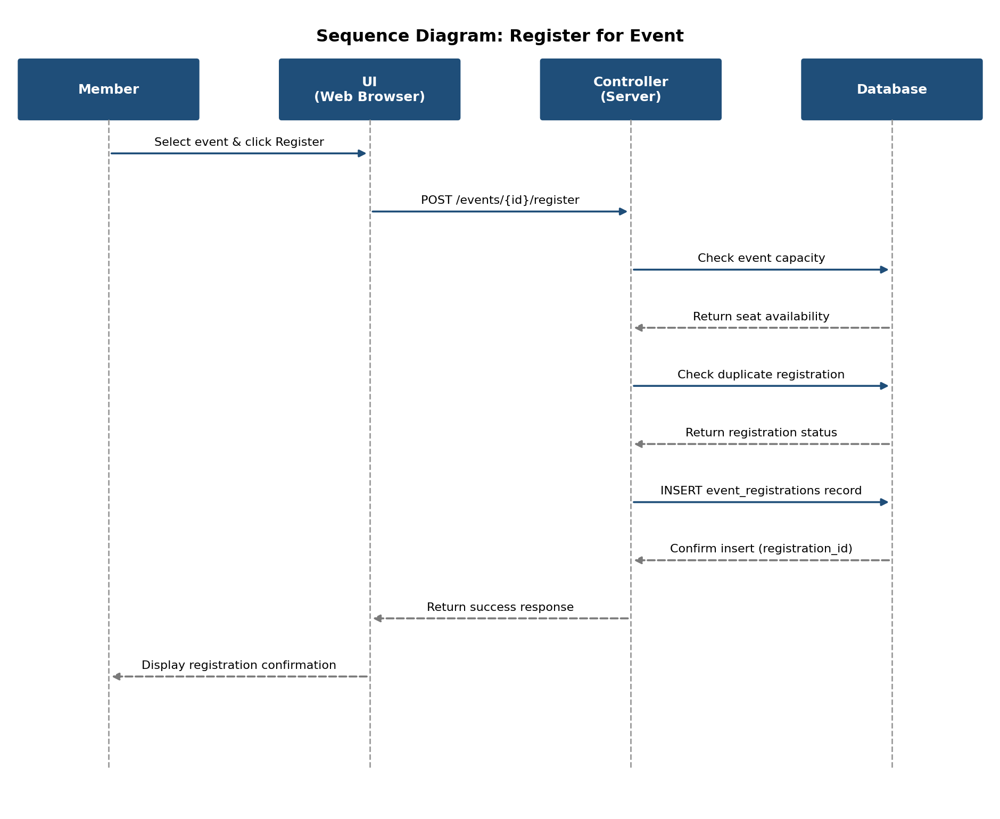 Sequence Diagram: Register for Event
Member
UI
(Web Browser)
Controller
(Server)
Database
Select event & click Register
POST /events/{id}/register
Check event capacity
Return seat availability
Check duplicate registration
Return registration status
INSERT event_registrations record
Confirm insert (registration_id)
Return success response
Display registration confirmation